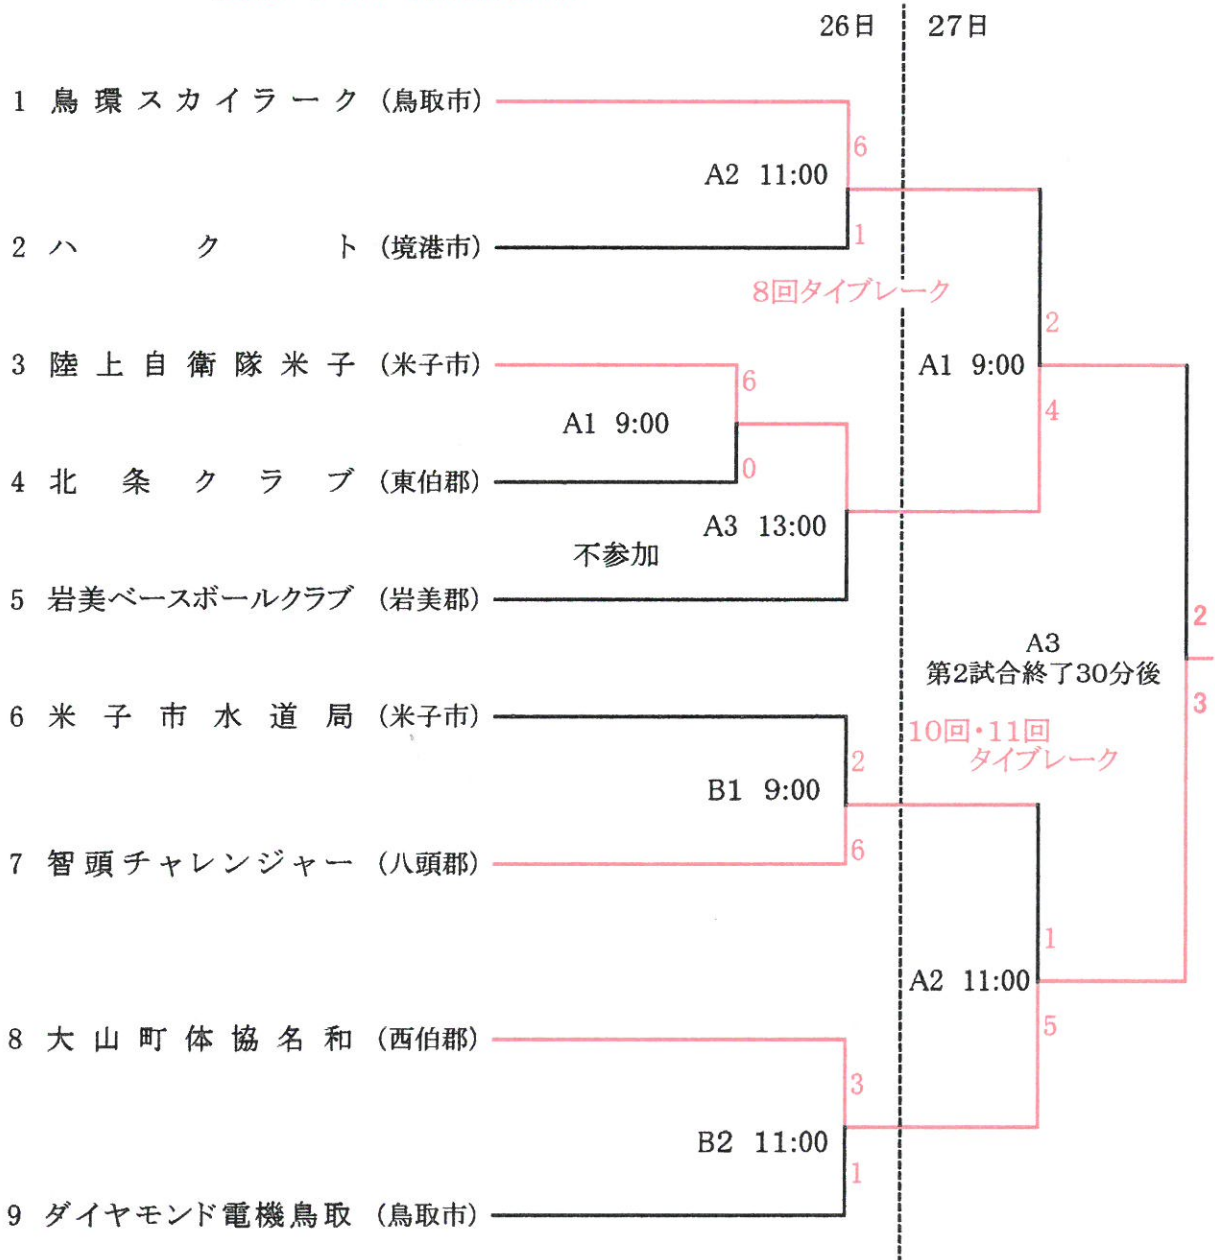 26日 27日
1 鳥環スカイラーク (鳥取市)
6
A2 11:00
1
2 ハクト (境港市)
8回タイブレーク
2
3 陸上自衛隊米子 (米子市)
A1 9:00
6
4
A1 9:00
0
4 北条クラブ (東伯郡)
A3 13:00
不参加
5 岩美ベースボールクラブ (岩美郡)
2
A3
第2試合終了30分後
3
6 米子市水道局 (米子市)
10回・11回
タイブレーク
2
B1 9:00
6
7 智頭チャレンジャー (八頭郡)
1
A2 11:00
5
8 大山町体協名和 (西伯郡)
3
B2 11:00
1
9 ダイヤモンド電機鳥取 (鳥取市)